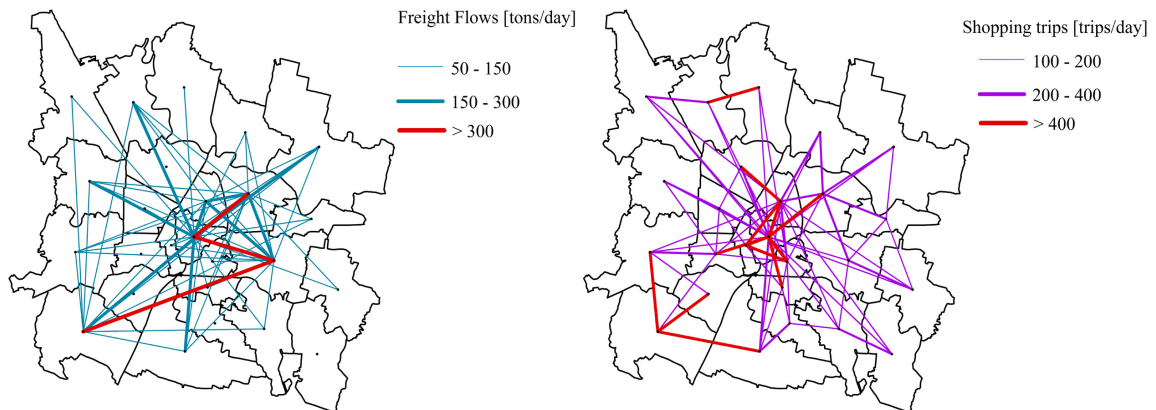 Freight Flows [tons/day]
50 - 150
150 - 300
> 300
Shopping trips [trips/day]
100 - 200
200 - 400
> 400